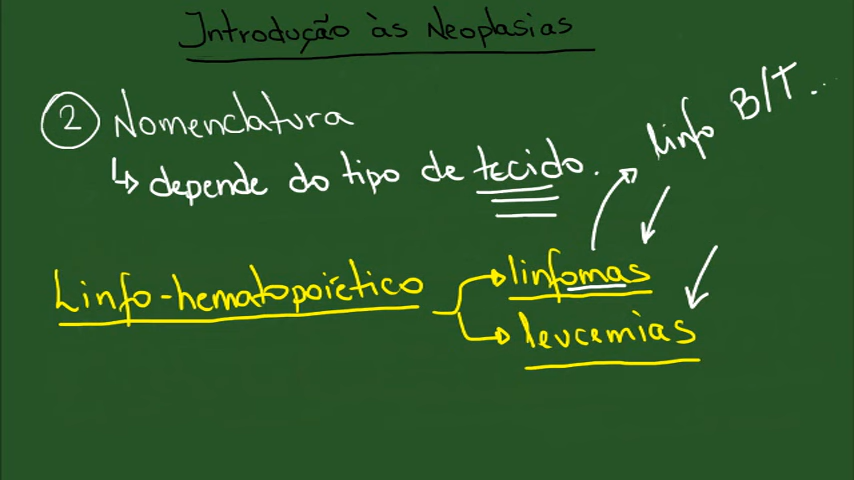 Introdução às Neoplasias
2 Nomenclatura
↳ depende do tipo de tecido.
linfo B/T...
Linfo-hematopoiético
linfomas
leucemias